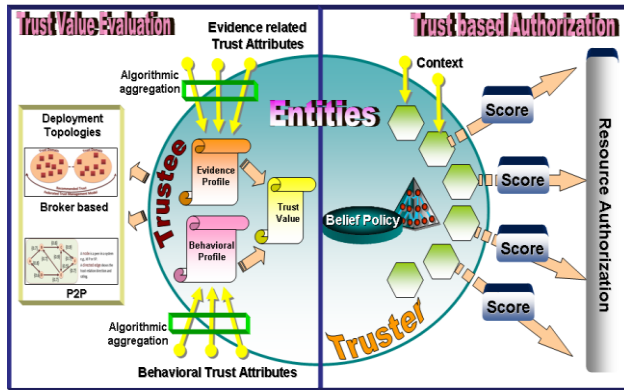 Trust Value Evaluation
Trust based Authorization
Evidence related
Trust Attributes
Context
Algorithmic
aggregation
Entities
Score
Deployment
Topologies
Broker based
P2P
Trustee
Evidence
Profile
Trust
Value
Behavioral
Profile
Belief Policy
Score
Score
Score
Resource Authorization
Truster
Algorithmic
aggregation
Behavioral Trust Attributes